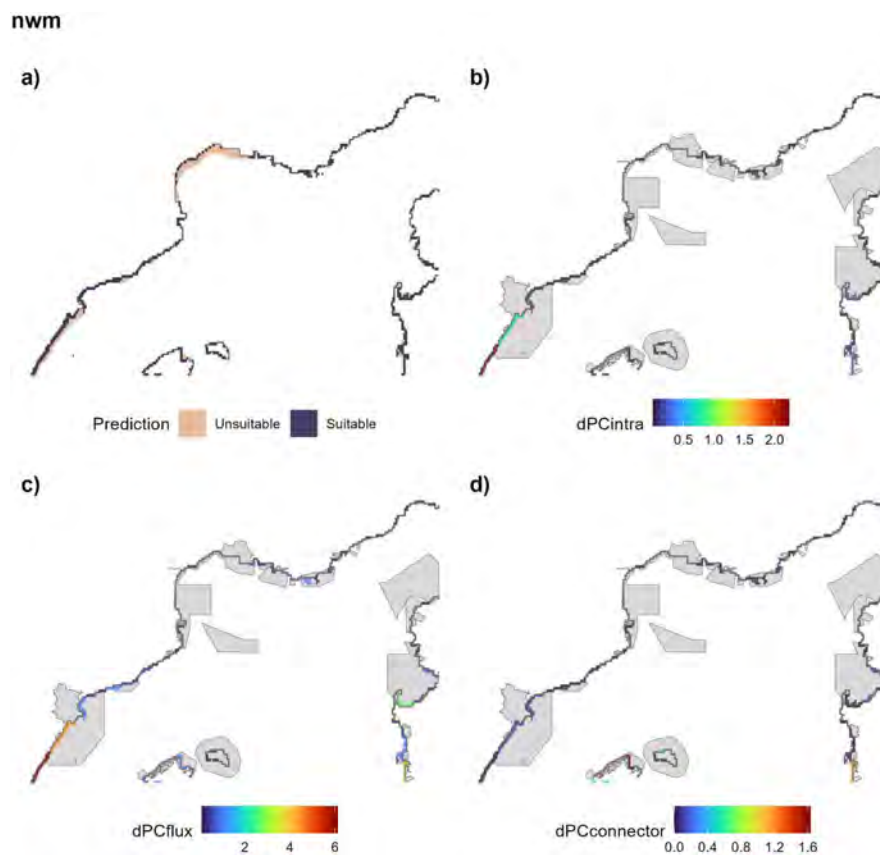 nwm
a)
b)
Prediction Unsuitable Suitable
dPCintra
0.5 1.0 1.5 2.0
c)
d)
dPCflux
2 4 6
dPCconnector
0.0 0.4 0.8 1.2 1.6